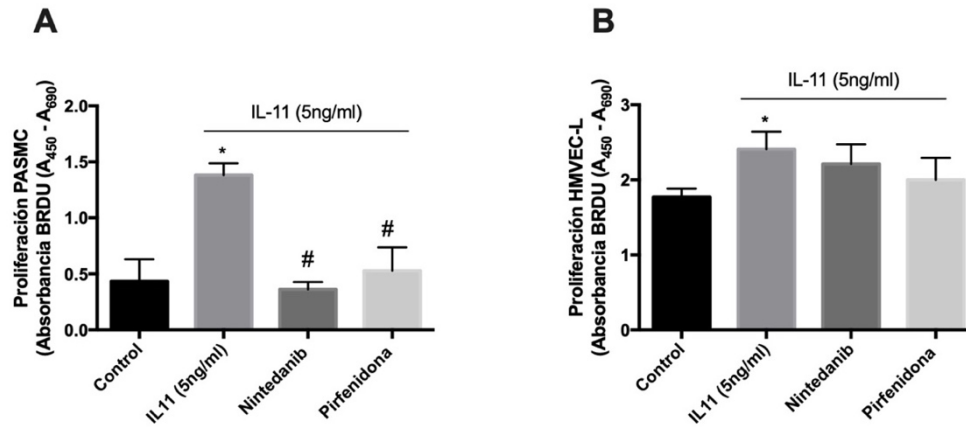 A
Proliferación PASMC
(Absorbancia BRDU (A450 - A690)
2.0
1.5
1.0
0.5
0.0
IL-11 (5ng/ml)
*
#
#
Control
IL11 (5ng/ml)
Nintedanib
Pirfenidona
B
Proliferación HMVEC-L
(Absorbancia BRDU (A450 - A690)
3
2
1
0
IL-11 (5ng/ml)
*
Control
IL11 (5ng/ml)
Nintedanib
Pirfenidona